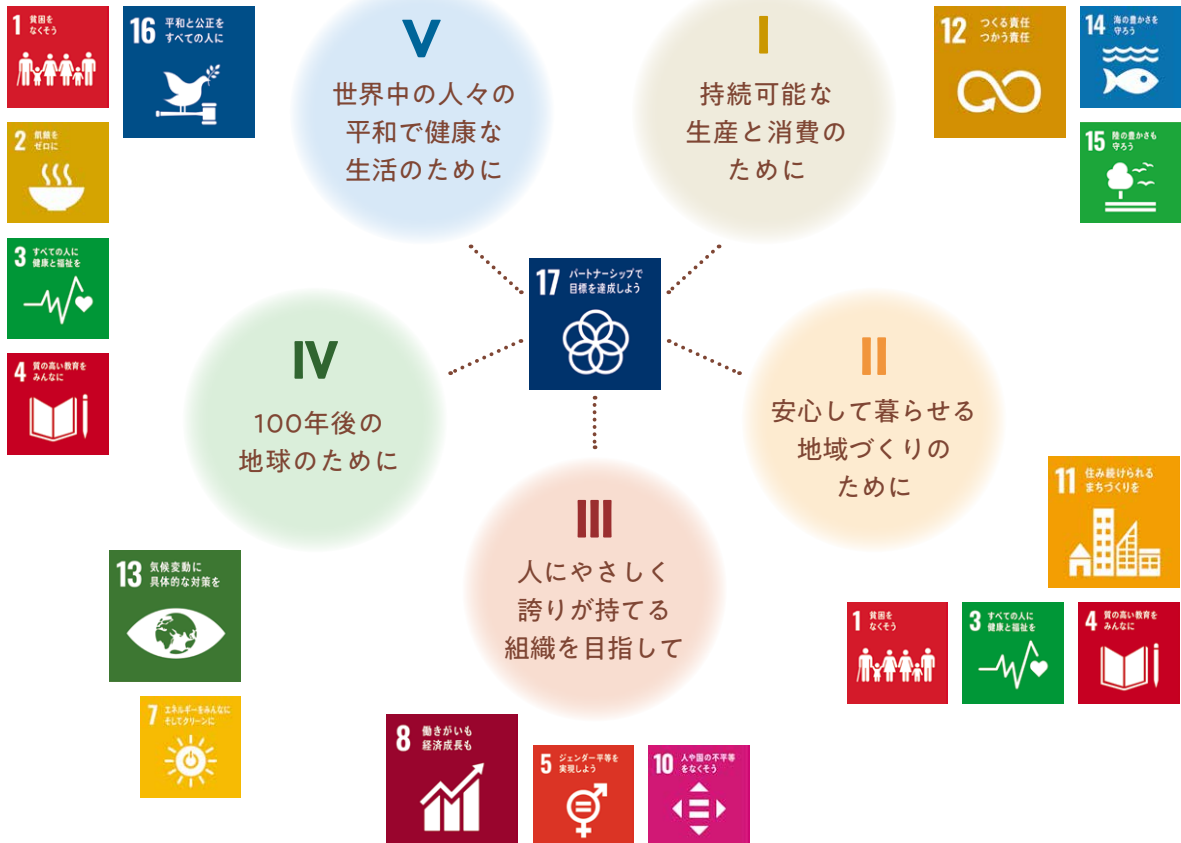 1
貧困を
なくそう
16
平和と公正を
すべての人に
2
飢餓を
ゼロに
3
すべての人に
健康と福祉を
4
質の高い教育を
みんなに
V
世界中の人々の
平和で健康な
生活のために
I
持続可能な
生産と消費の
ために
12
つくる責任
つかう責任
14
海の豊かさを
守ろう
15
陸の豊かさも
守ろう
17
パートナーシップで
目標を達成しよう
IV
100年後の
地球のために
II
安心して暮らせる
地域づくりの
ために
III
人にやさしく
誇りが持てる
組織を目指して
11
住み続けられる
まちづくりを
1
貧困を
なくそう
3
すべての人に
健康と福祉を
4
質の高い教育を
みんなに
13
気候変動に
具体的な対策を
7
エネルギーをみんなに
そしてクリーンに
8
働きがいも
経済成長も
5
ジェンダー平等を
実現しよう
10
人や国の不平等
をなくそう